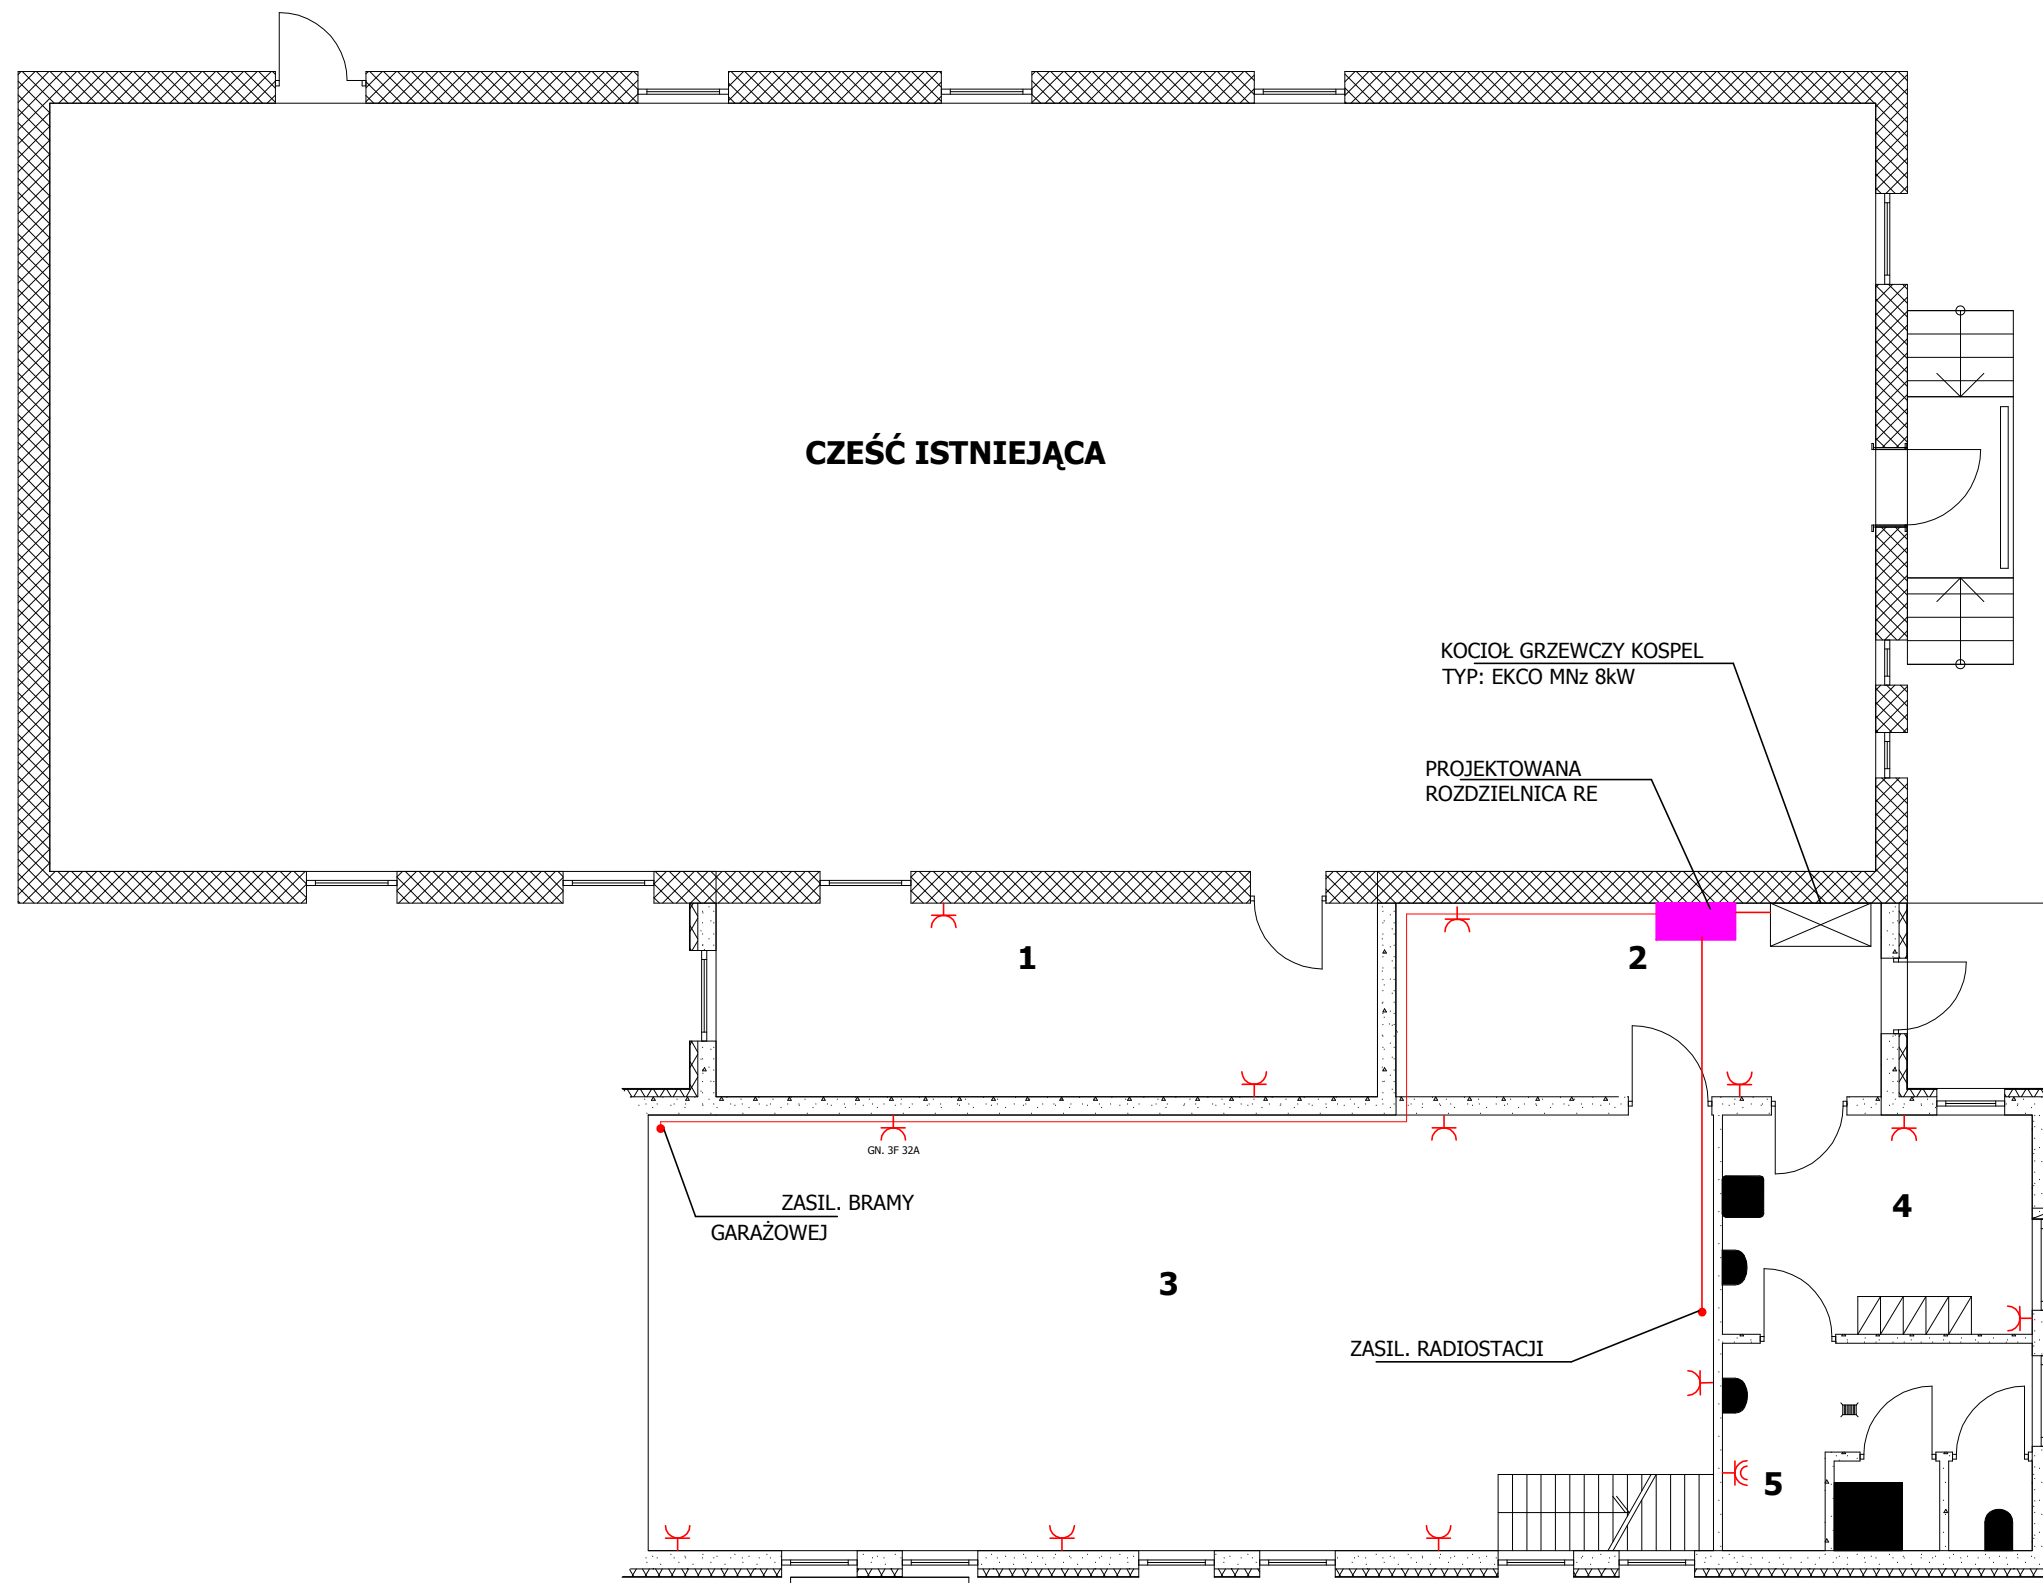 CZEŚĆ ISTNIEJĄCA
KOCIOŁ GRZEWCZY KOSPEL
TYP: EKCO MNz 8kW
PROJEKTOWANA
ROZDZIELNICA RE
1
2
GN. 3F 32A
ZASIL. BRAMY
GARAŻOWEJ
4
3
ZASIL. RADIOSTACJI
5